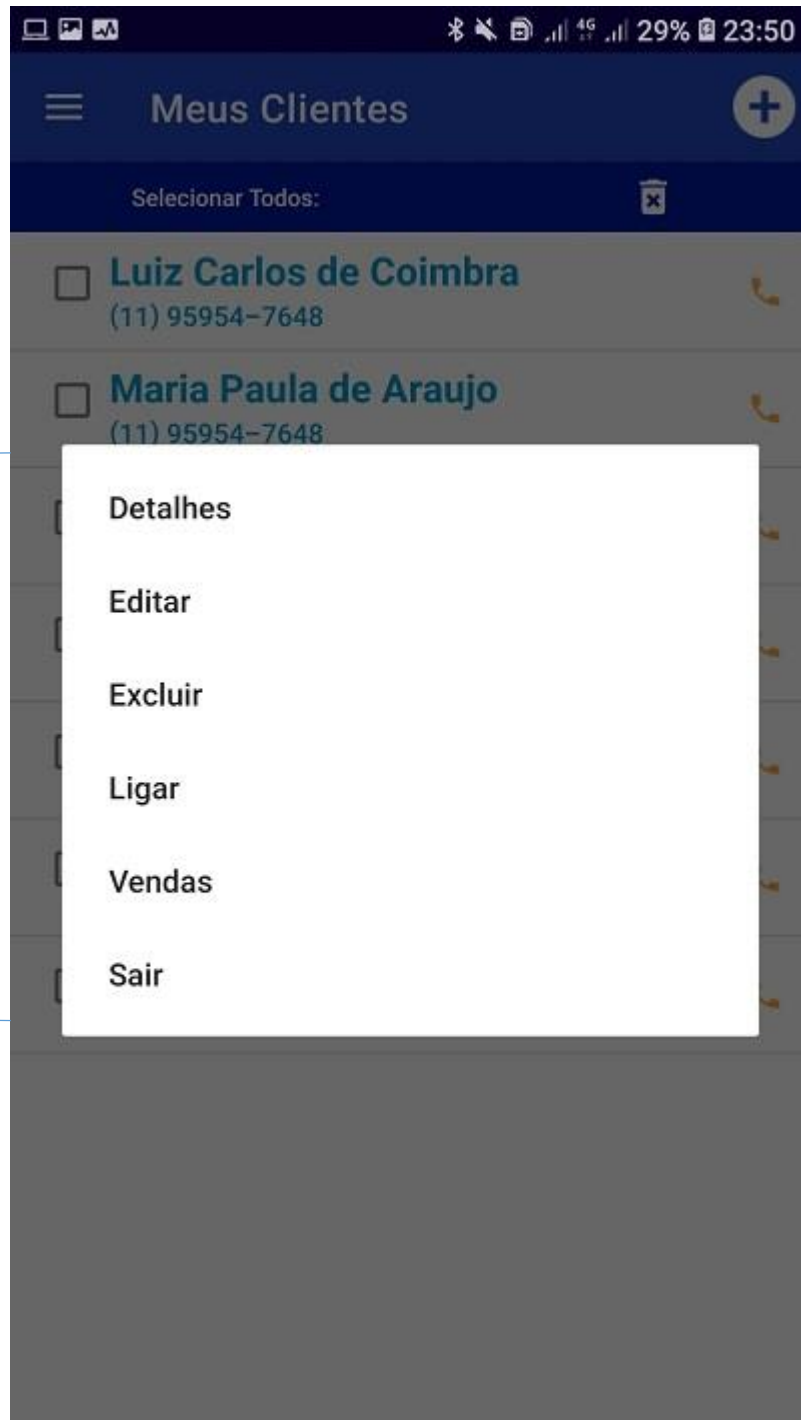 4G 29% 23:50
Meus Clientes
Selecionar Todos:
Luiz Carlos de Coimbra
(11) 95954-7648
Maria Paula de Araujo
(11) 95954-7648
Detalhes
Editar
Excluir
Ligar
Vendas
Sair